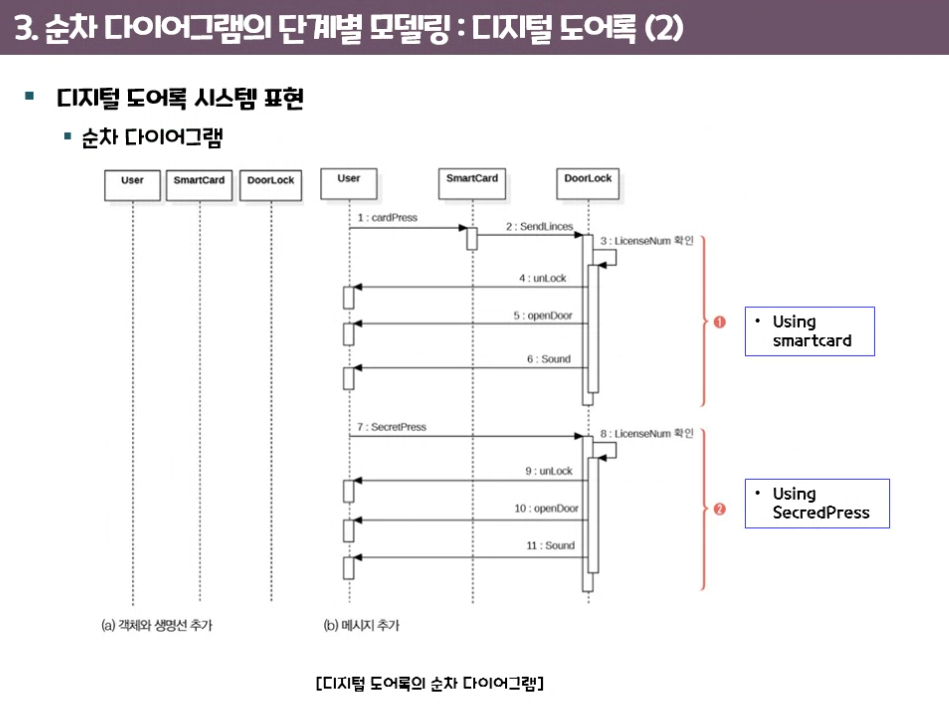 3. 순차 다이어그램의 단계별 모델링 : 디지털 도어록 (2)
디지털 도어록 시스템 표현
순차 다이어그램
User
SmartCard
DoorLock
User
SmartCard
DoorLock
1 : cardPress
2 : SendLinces
3 : LicenseNum 확인
4 : unLock
5 : openDoor
6 : Sound
1
• Using
smartcard
7 : SecretPress
8 : LicenseNum 확인
9 : unLock
10 : openDoor
11 : Sound
2
• Using
SecredPress
(a) 객체와 생명선 추가
(b) 메시지 추가
[디지털 도어록의 순차 다이어그램]